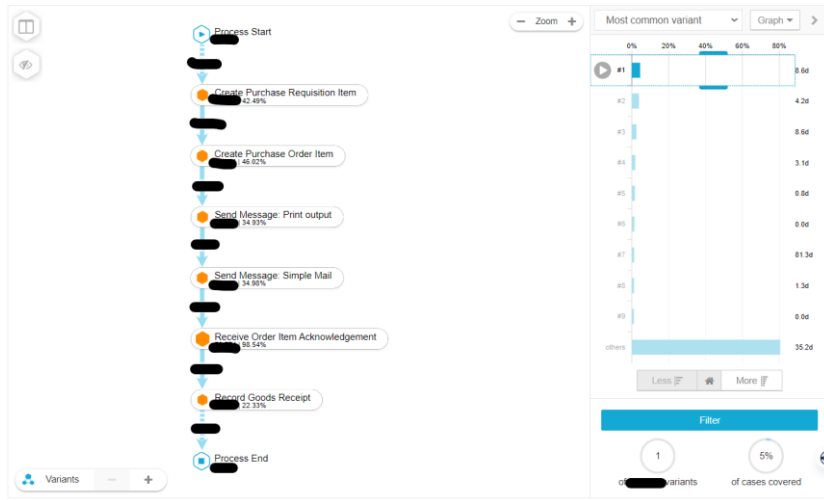 Process Start
Create Purchase Requisition Item
42.49%
Create Purchase Order Item
| 46.02%
Send Message: Print output
| 34.93%
Send Message: Simple Mail
| 34.98%
Receive Order Item Acknowledgement
| 98.54%
Record Goods Receipt
22.33%
Process End
Variants − +
− Zoom +
Most common variant
Graph
0% 20% 40% 60% 80%
#1 8.6d
#2 4.2d
#3 8.6d
#4 3.1d
#5 0.8d
#6 0.0d
#7 81.3d
#8 1.3d
#9 8.0d
others 35.2d
Less
More
Filter
1
of variants
5%
of cases covered